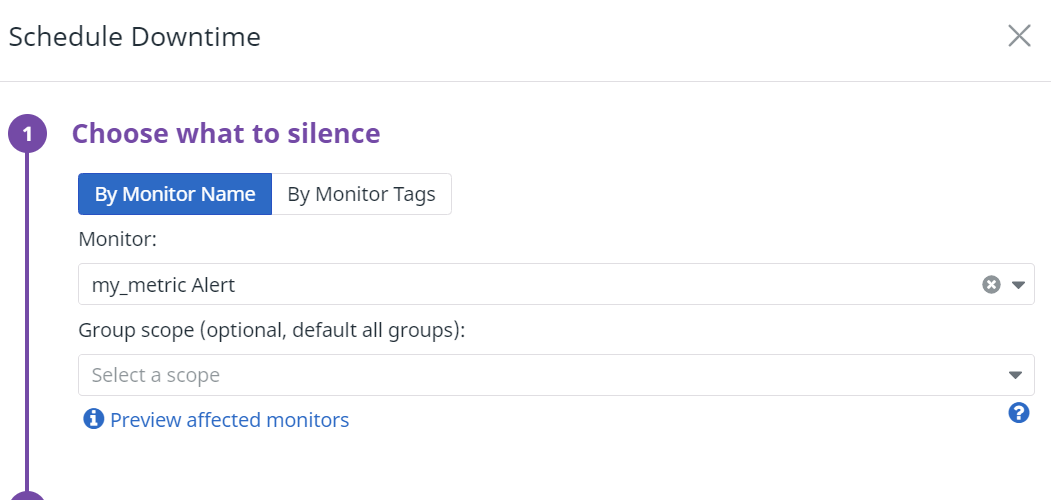 Schedule Downtime
1 Choose what to silence
By Monitor Name By Monitor Tags
Monitor:
my_metric Alert
Group scope (optional, default all groups):
Select a scope
Preview affected monitors